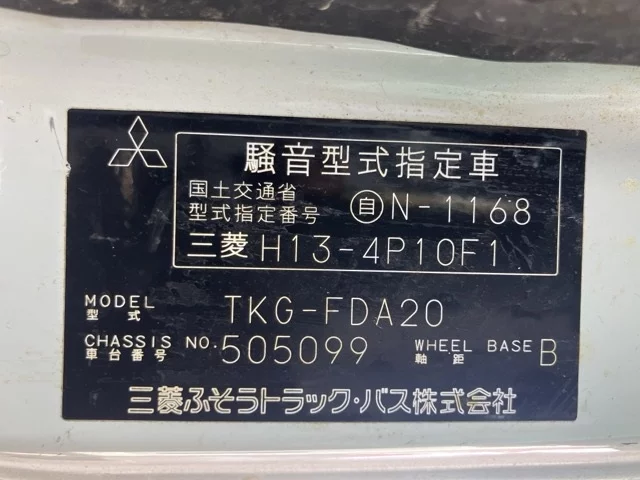 騒音型式指定車
国土交通省
型式指定番号 自 N-1168
三菱 H13-4P10F1
MODEL
型式 TKG-FDA20
CHASSIS NO. 505099 WHEEL BASE B
車台番号 軸距
三菱ふそうトラック・バス株式会社